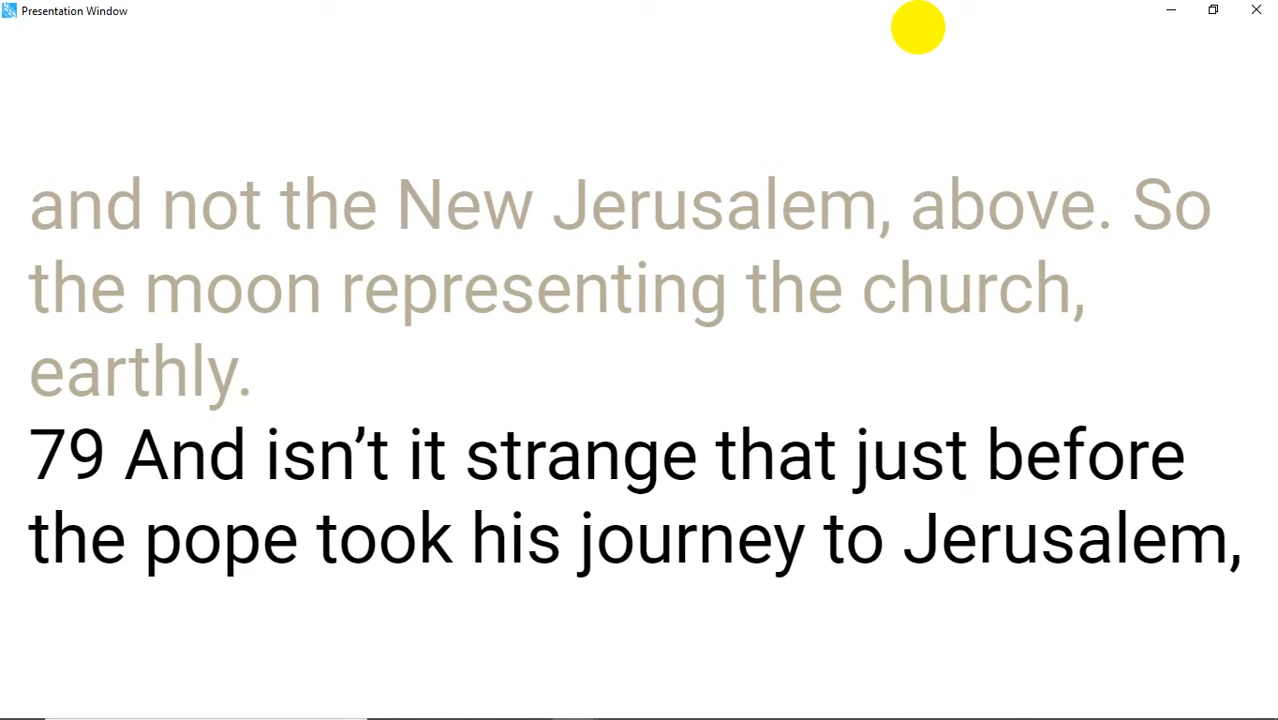 Presentation Window
and not the New Jerusalem, above. So
the moon representing the church,
earthly.
79 And isn’t it strange that just before
the pope took his journey to Jerusalem,